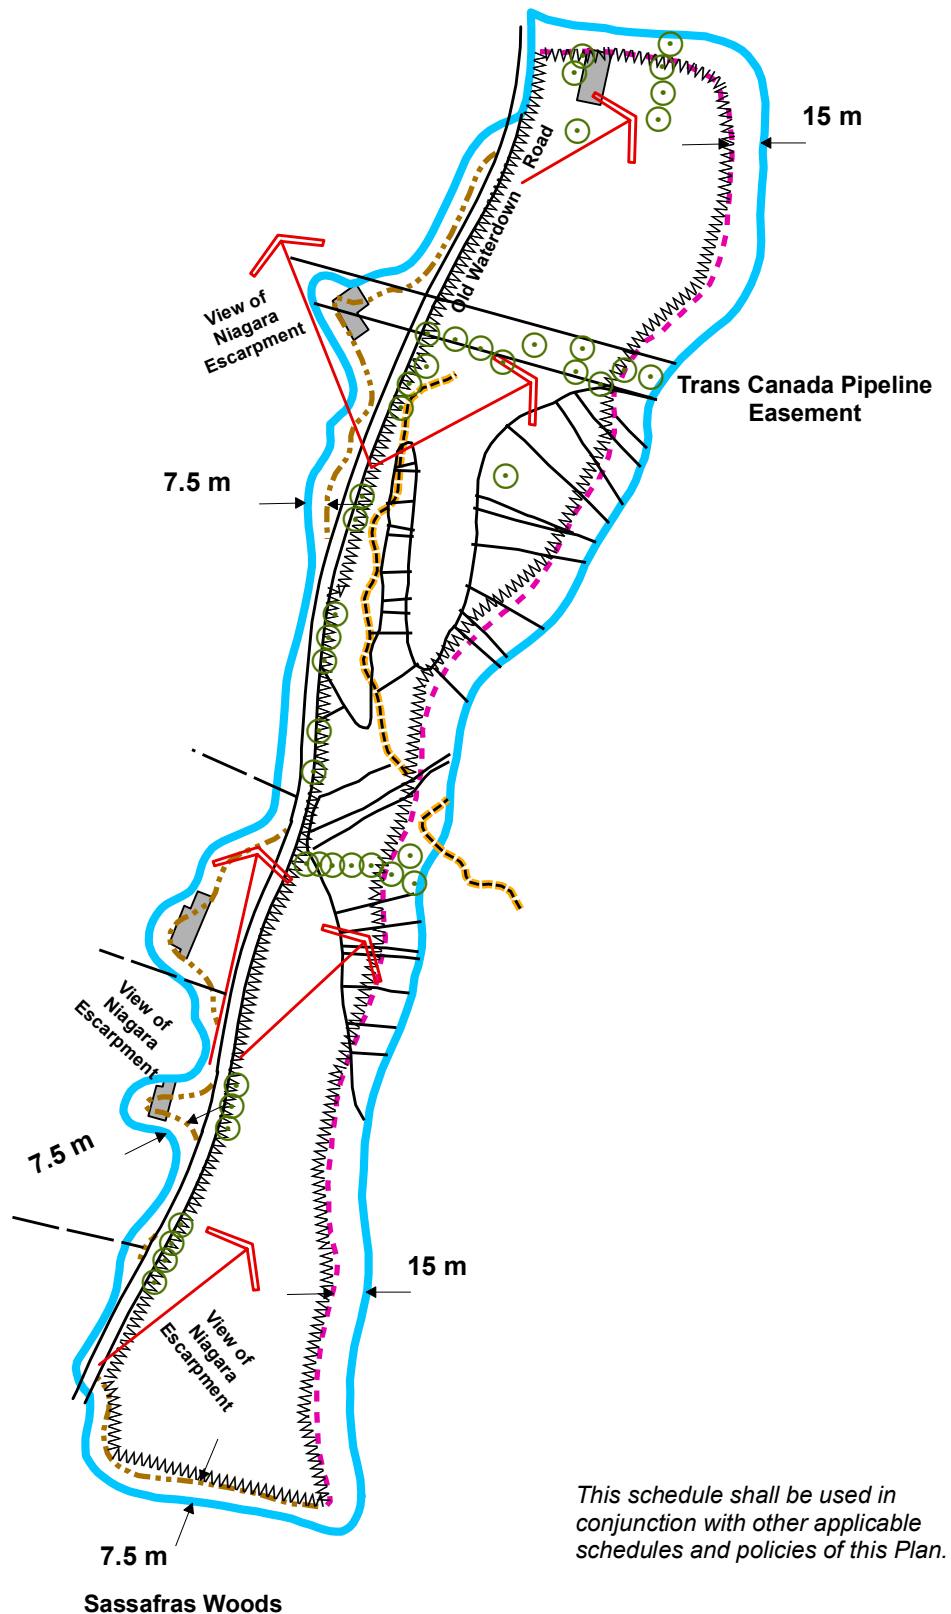 15 m
Old Waterdown Road
View of
Niagara
Escarpment
Trans Canada Pipeline
Easement
7.5 m
View of
Niagara
Escarpment
7.5 m
15 m
View of
Niagara
Escarpment
This schedule shall be used in
conjunction with other applicable
schedules and policies of this Plan.
7.5 m
Sassafras Woods